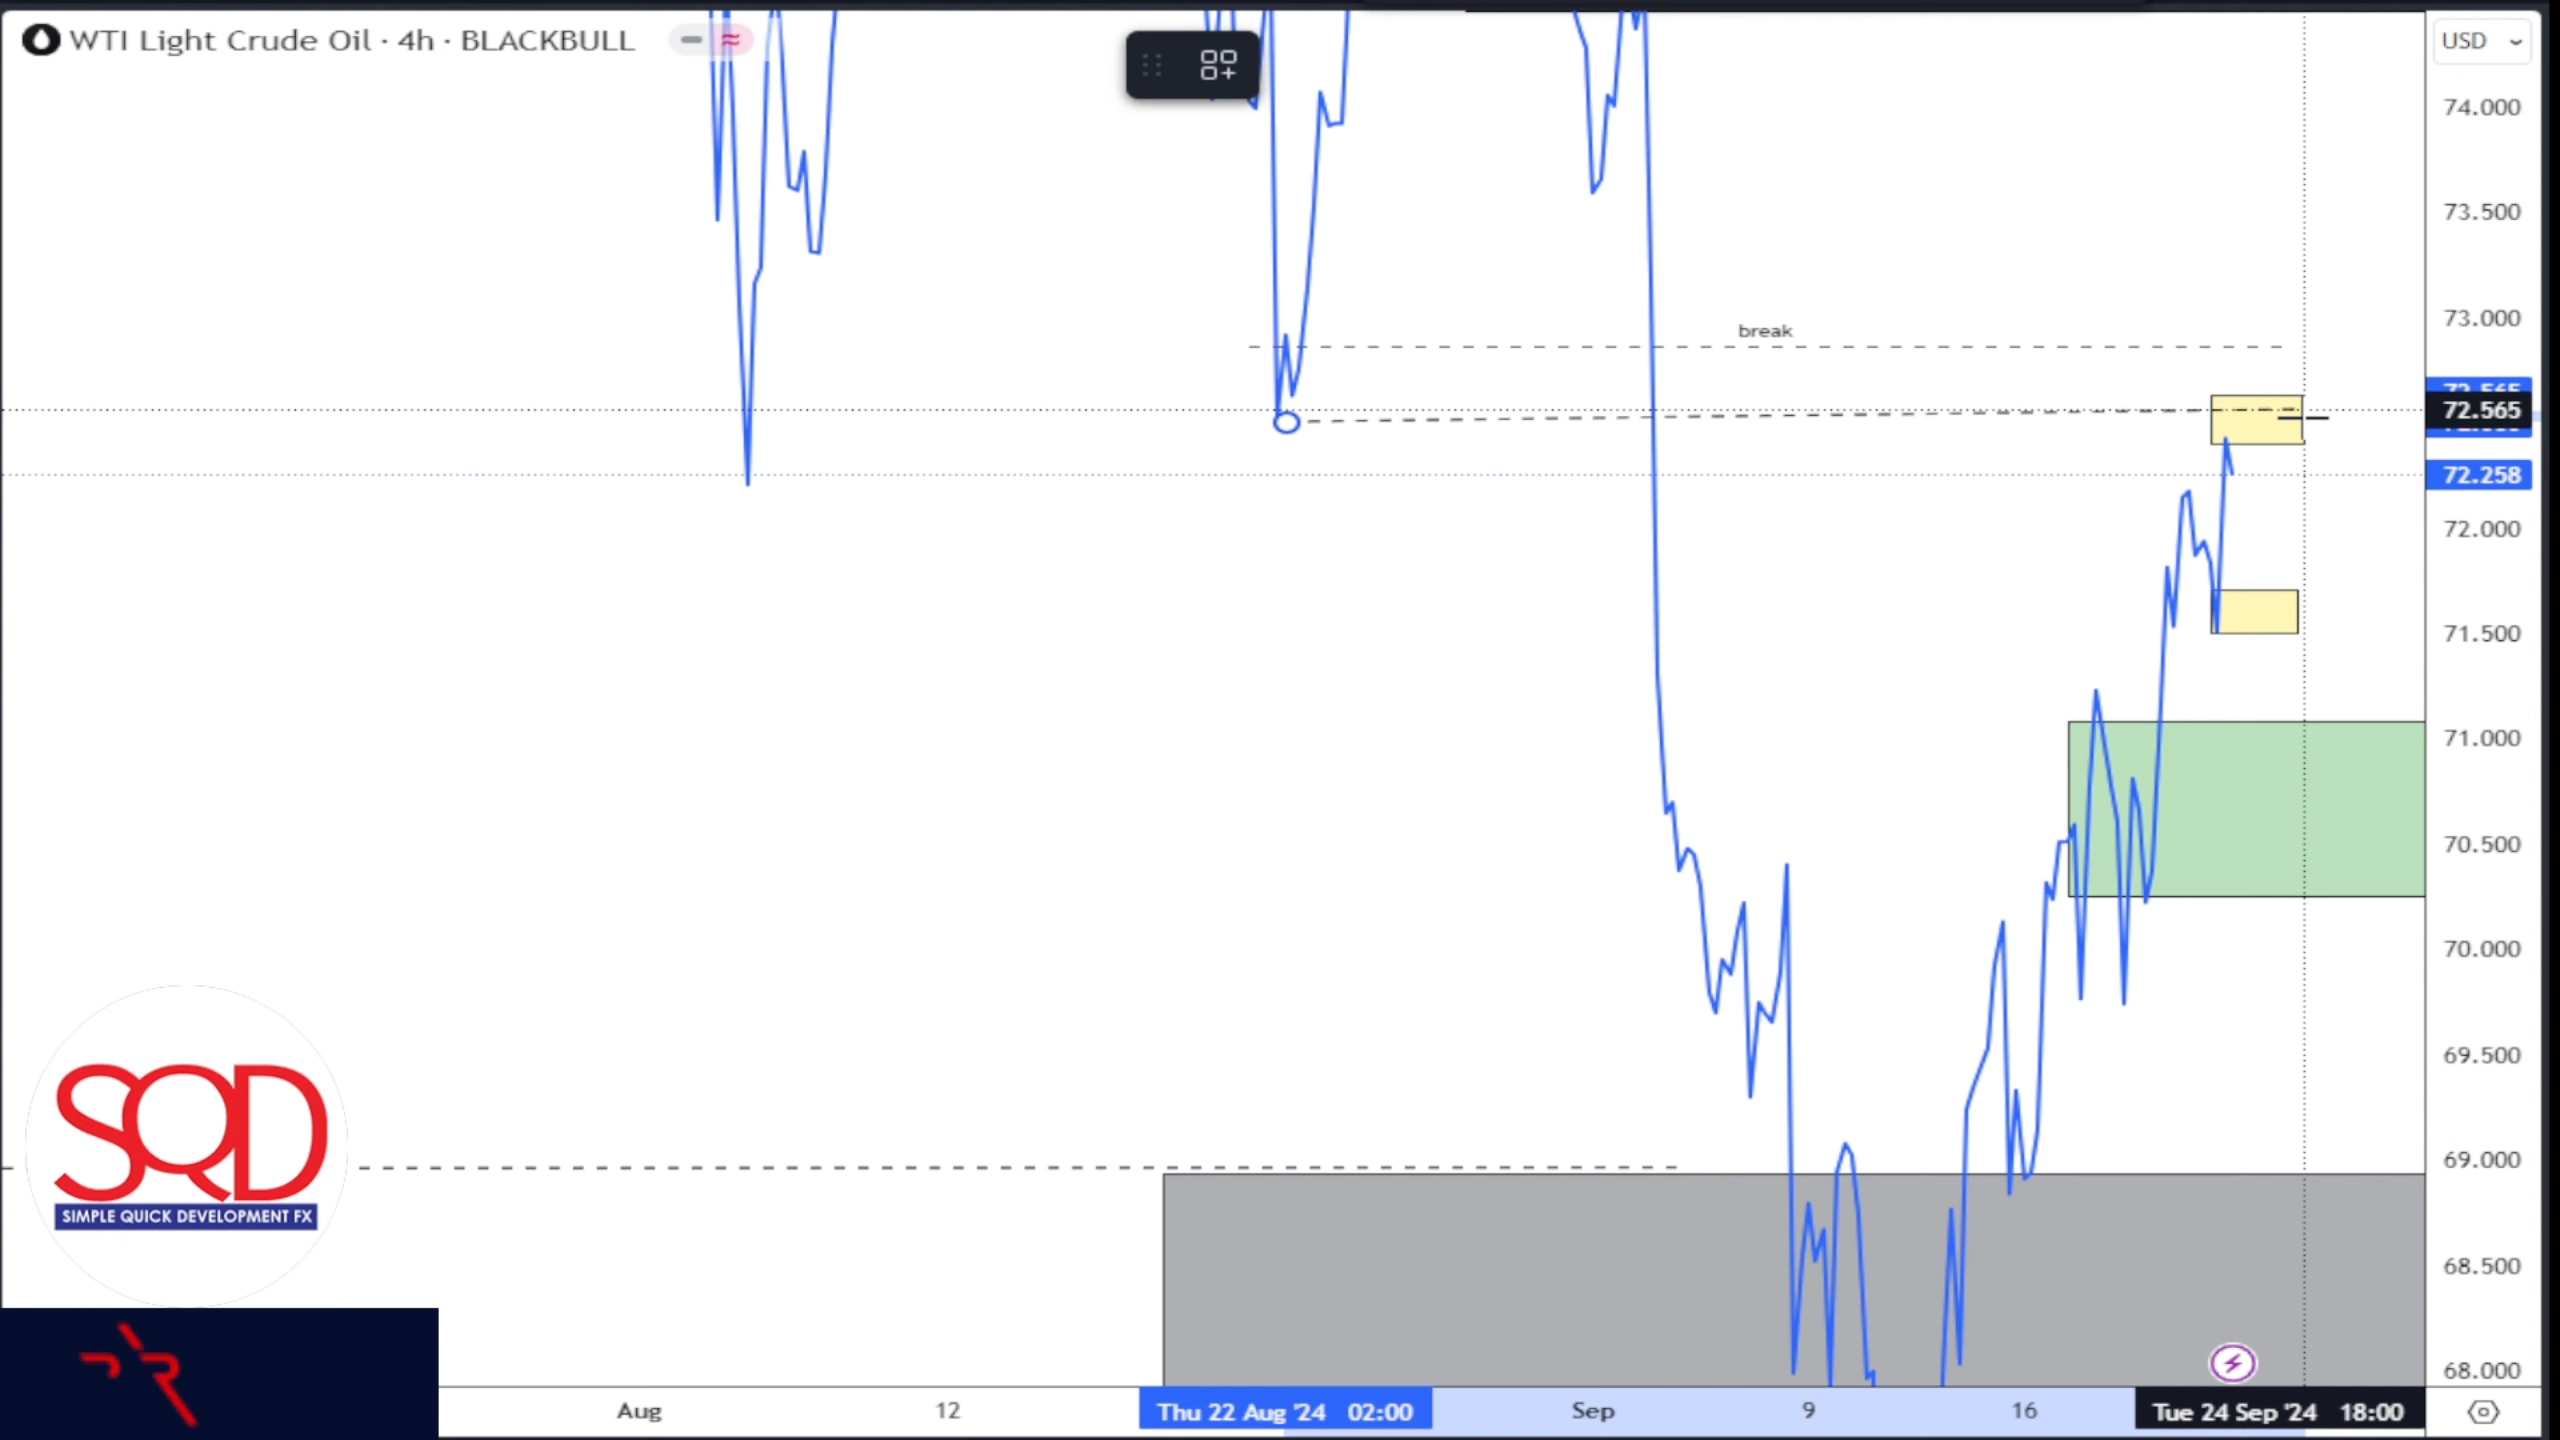 WTI Light Crude Oil · 4h · BLACKBULL
USD
74.000
73.500
break
73.000
72.565
72.565
72.258
72.000
71.500
71.000
70.500
70.000
69.500
69.000
68.500
68.000
SQD
SIMPLE QUICK DEVELOPMENT FX
Aug
12
Thu 22 Aug '24 02:00
Sep
9
16
Tue 24 Sep '24 18:00